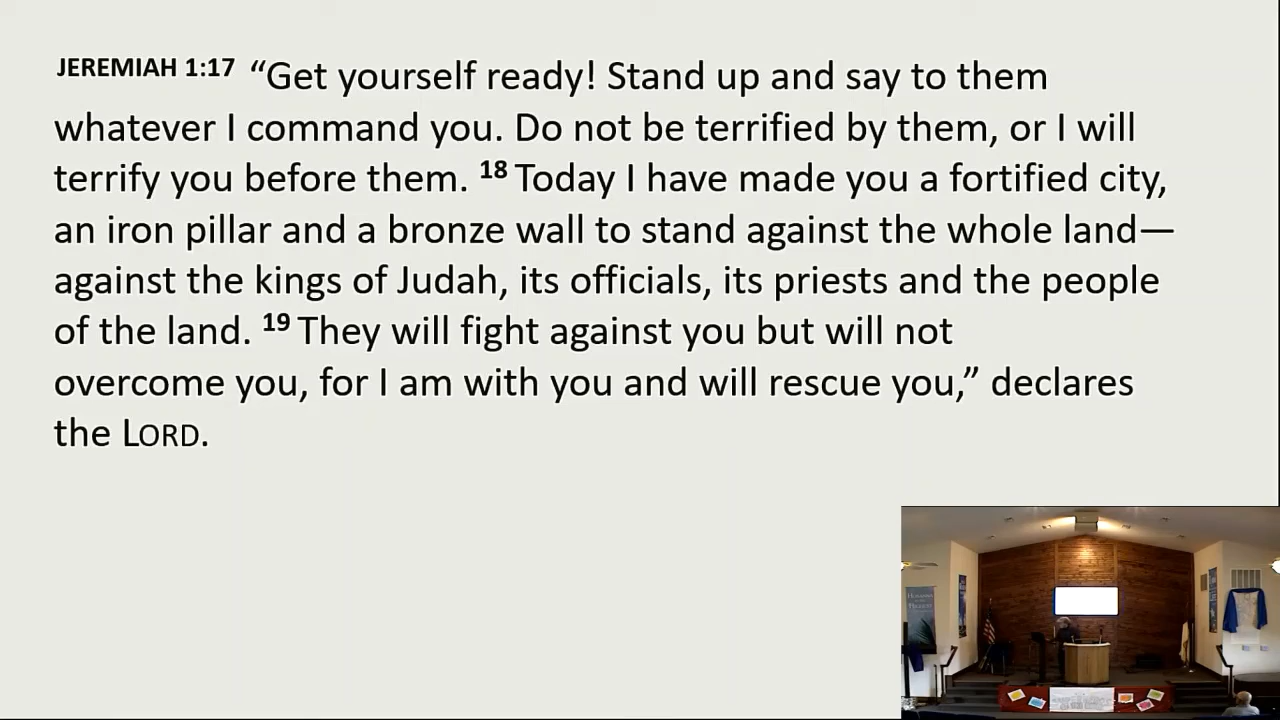 JEREMIAH 1:17 “Get yourself ready! Stand up and say to them
whatever I command you. Do not be terrified by them, or I will
terrify you before them. 18 Today I have made you a fortified city,
an iron pillar and a bronze wall to stand against the whole land—
against the kings of Judah, its officials, its priests and the people
of the land. 19 They will fight against you but will not
overcome you, for I am with you and will rescue you,” declares
the LORD.